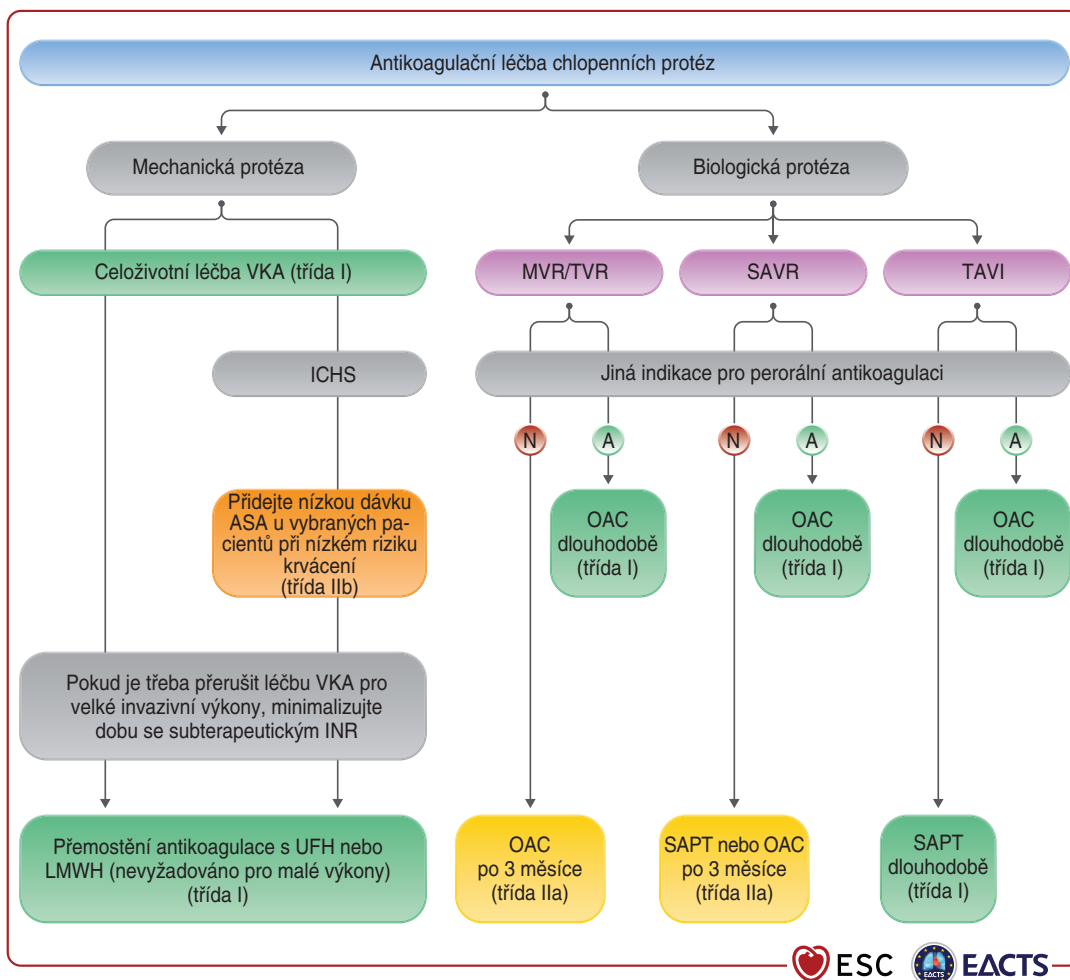 Antikoagulační léčba chlopenních protéz
Mechanická protéza
Biologická protéza
Celoživotní léčba VKA (třída I)
MVR/TVR
SAVR
TAVI
ICHS
Jiná indikace pro perorální antikoagulaci
N
A
N
A
N
A
Přidejte nízkou dávku
ASA u vybraných pa-
cientů při nízkém riziku
krvácení
(třída IIb)
OAC
dlouhodobě
(třída I)
OAC
dlouhodobě
(třída I)
OAC
dlouhodobě
(třída I)
Pokud je třeba přerušit léčbu VKA pro
velké invazivní výkony, minimalizujte
dobu se subterapeutickým INR
Přemostění antikoagulace s UFH nebo
LMWH (nevyžadováno pro malé výkony)
(třída I)
OAC
po 3 měsíce
(třída IIa)
SAPT nebo OAC
po 3 měsíce
(třída IIa)
SAPT
dlouhodobě
(třída I)
ESC
EACTS
EACTS